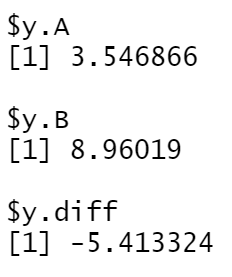 $y.A
[1] 3.546866
$y.B
[1] 8.96019
$y.diff
[1] -5.413324